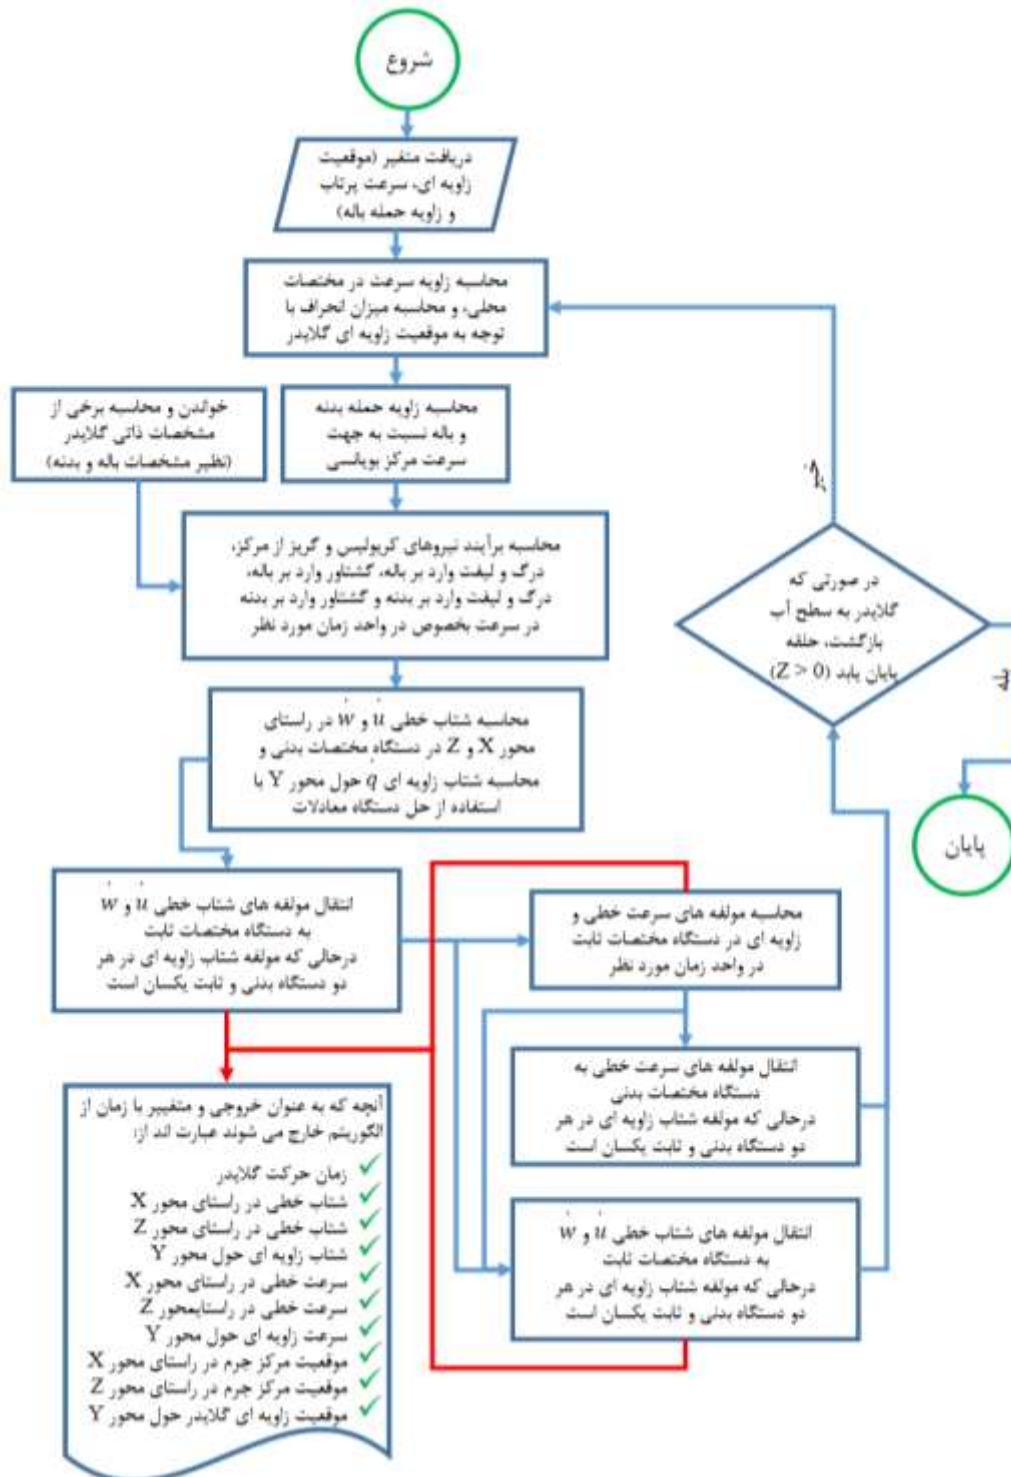 شروع
دریافت متغیر (موقعیت
زاویه ای، سرعت پرتاب
و زاویه حمله باله)
محاسبه زاویه سرعت در مختصات
محلی، و محاسبه میزان انحراف با
توجه به موقعیت زاویه ای گلایدر
خواندن و محاسبه برخی از
مشخصات ذاتی گلایدر
(نظیر مشخصات باله و بدنه)
محاسبه زاویه حمله بدنه
و باله نسبت به جهت
سرعت مرکز بویانسی
محاسبه برآیند نیروهای کریولیس و گریز از مرکز،
درگ و لیفت وارد بر باله، گشتاور وارد بر باله،
درگ و لیفت وارد بر بدنه و گشتاور وارد بر بدنه
در سرعت بخصوص در واحد زمان مورد نظر
محاسبه شتاب خطی u̇ و ẇ در راستای
محور X و Z در دستگاه مختصات بدنی و
محاسبه شتاب زاویه ای q̇ حول محور Y با
استفاده از حل دستگاه معادلات
انتقال مولفه های شتاب خطی u̇ و ẇ
به دستگاه مختصات ثابت
درحالی که مولفه شتاب زاویه ای در هر
دو دستگاه بدنی و ثابت یکسان است
محاسبه مولفه های سرعت خطی و
زاویه ای در دستگاه مختصات ثابت
در واحد زمان مورد نظر
انتقال مولفه های سرعت خطی به
دستگاه مختصات بدنی
درحالی که مولفه شتاب زاویه ای در هر
دو دستگاه بدنی و ثابت یکسان است
انتقال مولفه های شتاب خطی u̇ و ẇ
به دستگاه مختصات ثابت
درحالی که مولفه شتاب زاویه ای در هر
دو دستگاه بدنی و ثابت یکسان است
در صورتی که
گلایدر به سطح آب
بازگشت، حلقه
پایان یابد (Z > 0)
خیر
بله
پایان
آنچه که به عنوان خروجی و متغییر با زمان از
الگوریتم خارج می شوند عبارت اند از:
✓ زمان حرکت گلایدر
✓ شتاب خطی در راستای محور X
✓ شتاب خطی در راستای محور Z
✓ شتاب زاویه ای حول محور Y
✓ سرعت خطی در راستای محور X
✓ سرعت خطی در راستایمحور Z
✓ سرعت زاویه ای حول محور Y
✓ موقعیت مرکز جرم در راستای محور X
✓ موقعیت مرکز جرم در راستای محور Z
✓ موقعیت زاویه ای گلایدر حول محور Y